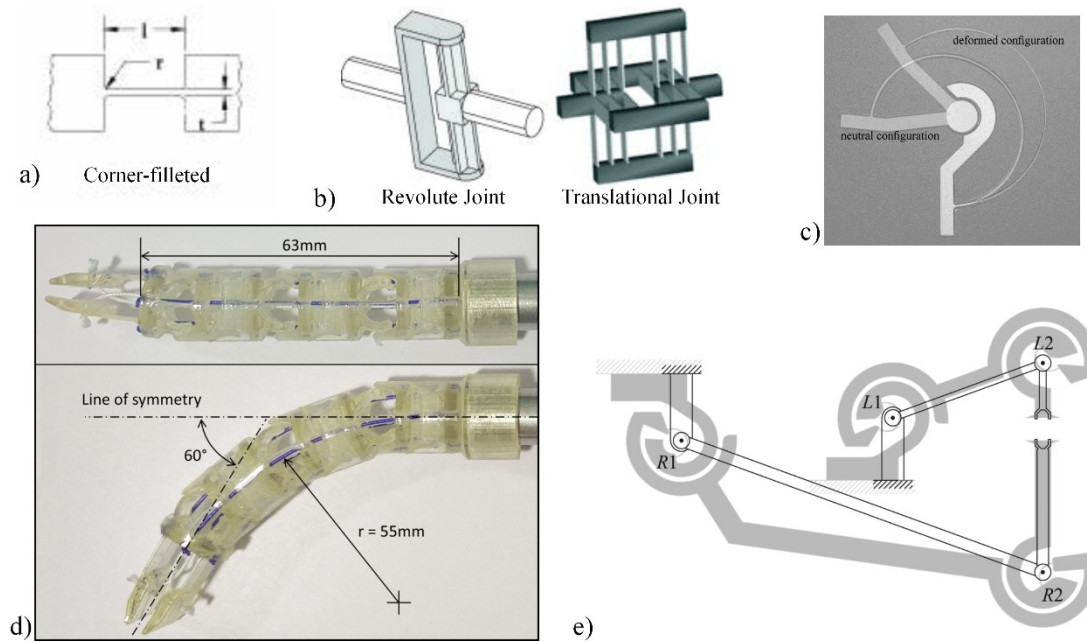 l
r
t
a)
Corner-filleted
b)
Revolute Joint
Translational Joint
deformed configuration
neutral configuration
c)
63mm
Line of symmetry
60°
r = 55mm
d)
L2
L1
R1
R2
e)